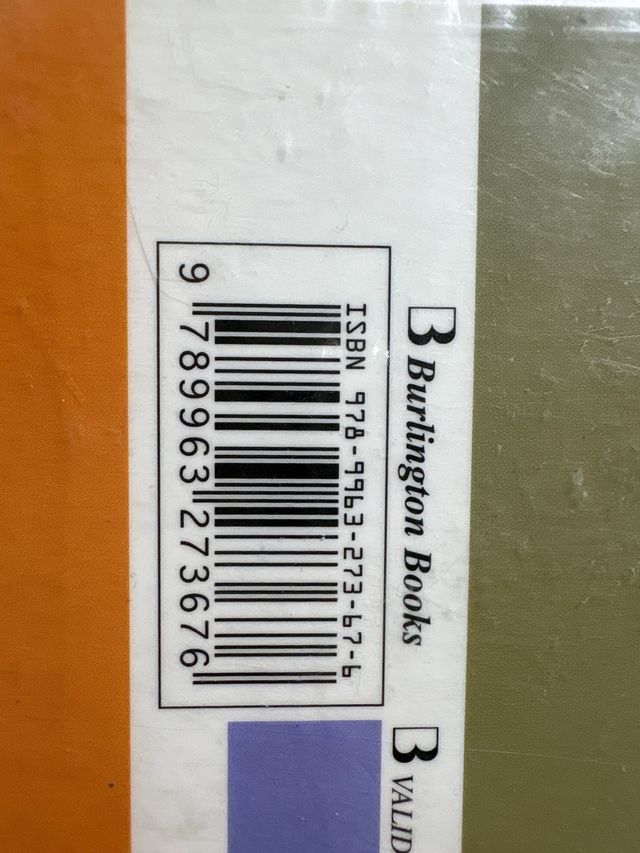 B Burlington Books
B VALID
ISBN 978-9963-273-67-6
9 789963 273676